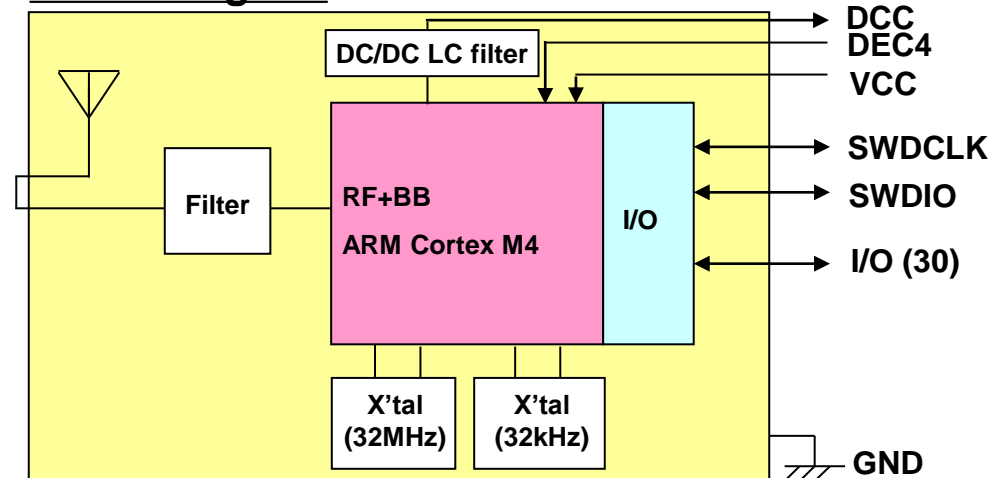 DCC
DC/DC LC filter
DEC4
VCC
SWDCLK
Filter
RF+BB
SWDIO
I/O
ARM Cortex M4
I/O (30)
X'tal
(32MHz)
X'tal
(32kHz)
GND